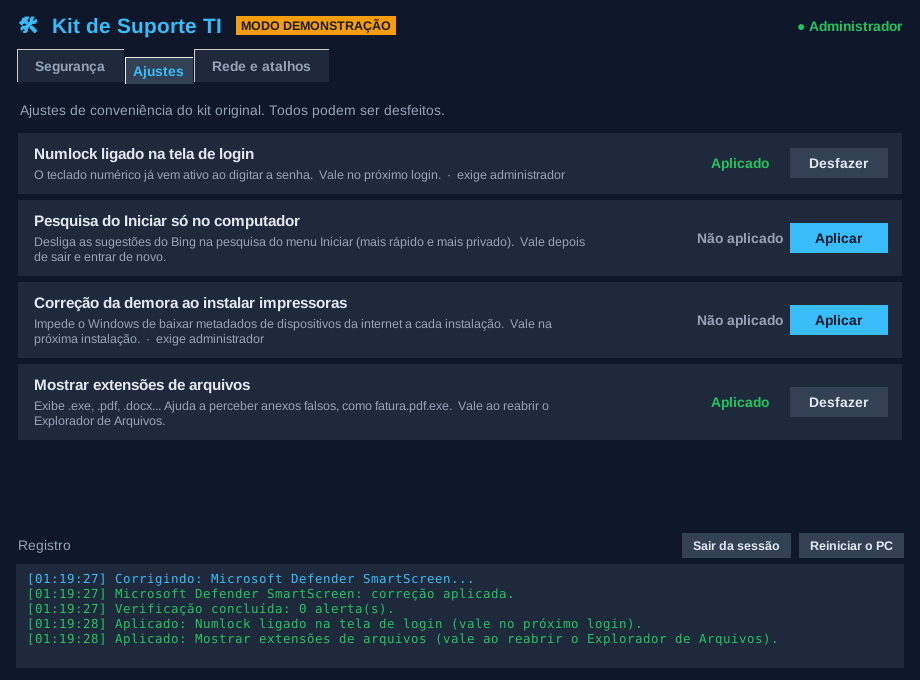 🛠 Kit de Suporte TI MODO DEMONSTRAÇÃO ● Administrador
Segurança Ajustes Rede e atalhos
Ajustes de conveniência do kit original. Todos podem ser desfeitos.
Numlock ligado na tela de login
O teclado numérico já vem ativo ao digitar a senha. Vale no próximo login. · exige administrador
Aplicado Desfazer
Pesquisa do Iniciar só no computador
Desliga as sugestões do Bing na pesquisa do menu Iniciar (mais rápido e mais privado). Vale depois
de sair e entrar de novo.
Não aplicado Aplicar
Correção da demora ao instalar impressoras
Impede o Windows de baixar metadados de dispositivos da internet a cada instalação. Vale na
próxima instalação. · exige administrador
Não aplicado Aplicar
Mostrar extensões de arquivos
Exibe .exe, .pdf, .docx... Ajuda a perceber anexos falsos, como fatura.pdf.exe. Vale ao reabrir o
Explorador de Arquivos.
Aplicado Desfazer
Registro Sair da sessão Reiniciar o PC
[01:19:27] Corrigindo: Microsoft Defender SmartScreen...
[01:19:27] Microsoft Defender SmartScreen: correção aplicada.
[01:19:27] Verificação concluída: 0 alerta(s).
[01:19:28] Aplicado: Numlock ligado na tela de login (vale no próximo login).
[01:19:28] Aplicado: Mostrar extensões de arquivos (vale ao reabrir o Explorador de Arquivos).